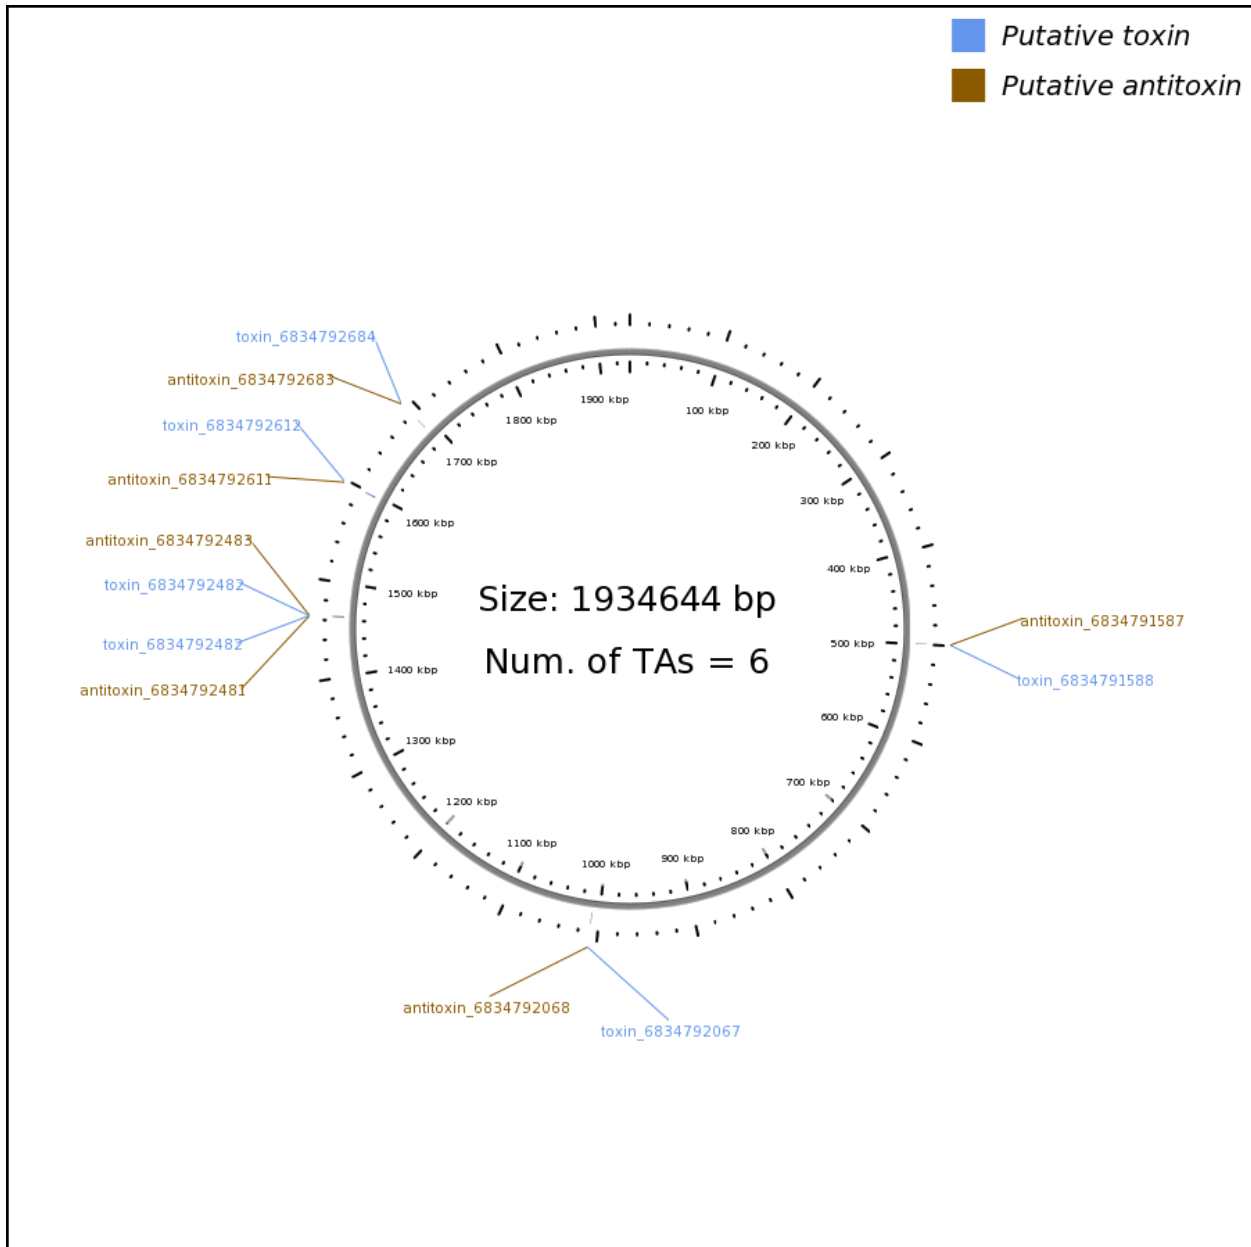 Putative toxin
Putative antitoxin
toxin_6834792684
antitoxin_6834792683
toxin_6834792612
antitoxin_6834792611
antitoxin_6834792483
toxin_6834792482
toxin_6834792482
antitoxin_6834792481
antitoxin_6834791587
toxin_6834791588
antitoxin_6834792068
toxin_6834792067
100 kbp
200 kbp
300 kbp
400 kbp
500 kbp
600 kbp
700 kbp
800 kbp
900 kbp
1000 kbp
1100 kbp
1200 kbp
1300 kbp
1400 kbp
1500 kbp
1600 kbp
1700 kbp
1800 kbp
1900 kbp
Size: 1934644 bp
Num. of TAs = 6